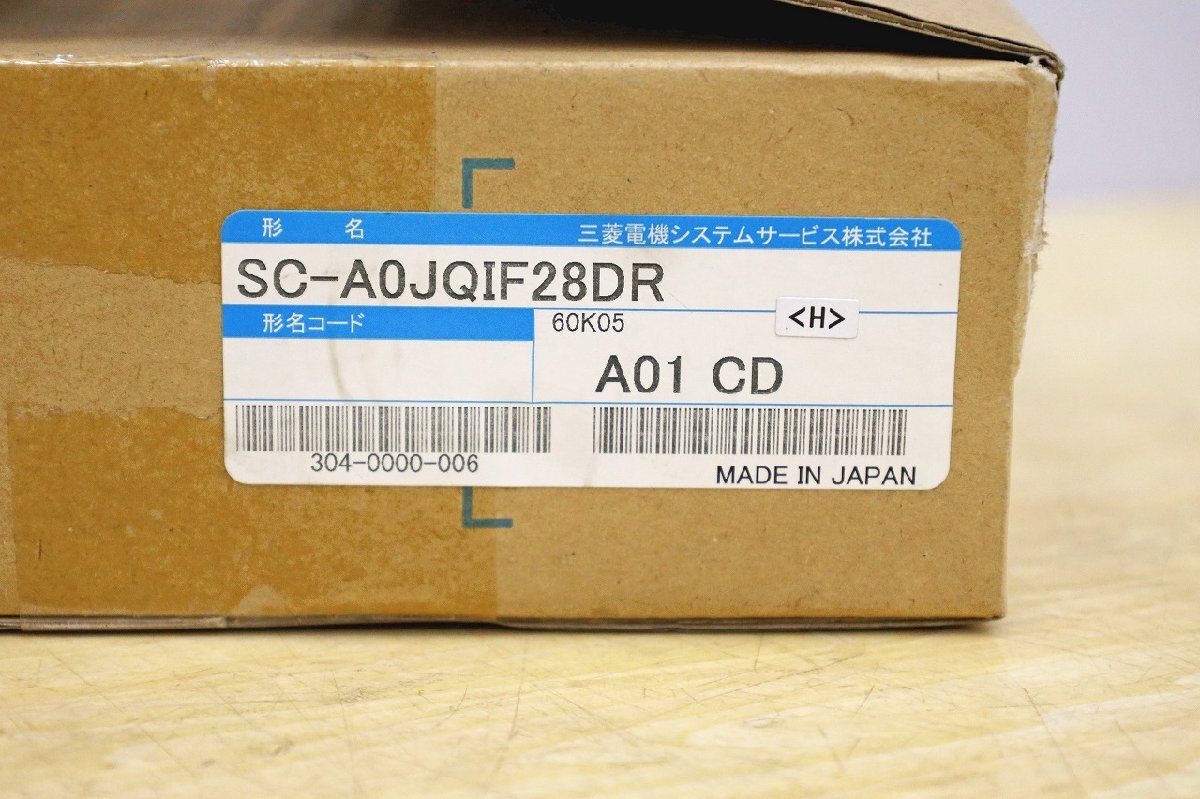 形 名 三菱電機システムサービス株式会社
SC-A0JQIF28DR
形名コード 60K05 <H>
A01 CD
304-0000-006
MADE IN JAPAN